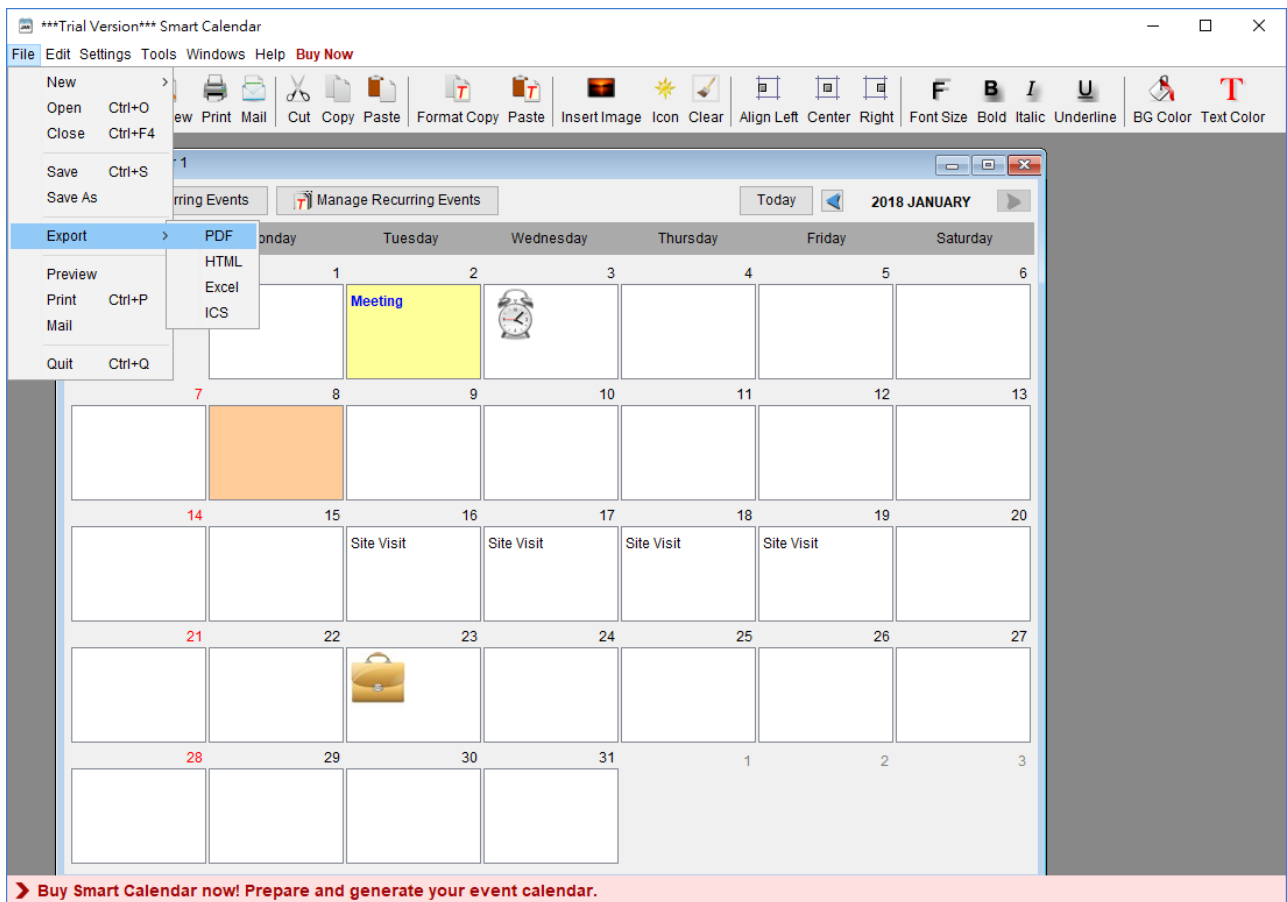 ***Trial Version*** Smart Calendar
File Edit Settings Tools Windows Help Buy Now
ew Print Mail Cut Copy Paste Format Copy Paste Insert Image Icon Clear Align Left Center Right Font Size Bold Italic Underline BG Color Text Color
New
Open Ctrl+O
Close Ctrl+F4
Save Ctrl+S
Save As
Export
Preview
Print Ctrl+P
Mail
Quit Ctrl+Q
PDF
HTML
Excel
ICS
r 1
rring Events Manage Recurring Events Today 2018 JANUARY
onday Tuesday Wednesday Thursday Friday Saturday
1 2 3 4 5 6
Meeting
7 8 9 10 11 12 13
14 15 16 17 18 19 20
Site Visit Site Visit Site Visit Site Visit
21 22 23 24 25 26 27
28 29 30 31 1 2 3
Buy Smart Calendar now! Prepare and generate your event calendar.